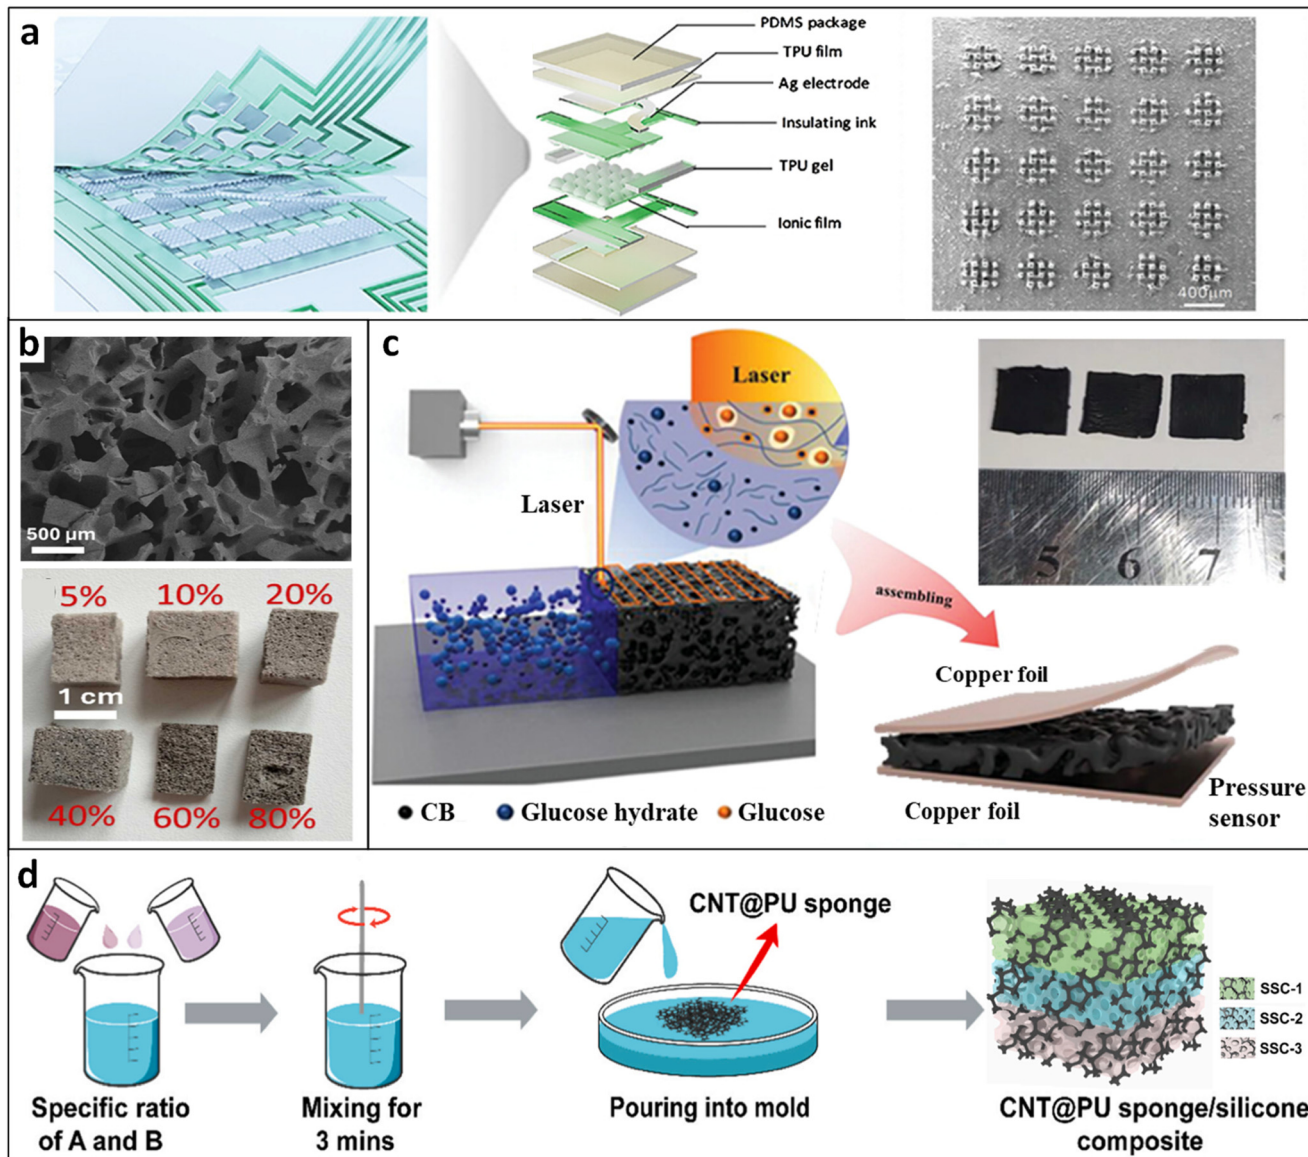 a
PDMS package
TPU film
Ag electrode
Insulating ink
TPU gel
Ionic film
400μm
b
500 μm
5% 10% 20%
1 cm
40% 60% 80%
c
Laser
Laser
assembling
5 6 7
Copper foil
Copper foil
Pressure
sensor
CB Glucose hydrate Glucose
d
CNT@PU sponge
SSC-1
SSC-2
SSC-3
Specific ratio
of A and B
Mixing for
3 mins
Pouring into mold
CNT@PU sponge/silicone
composite